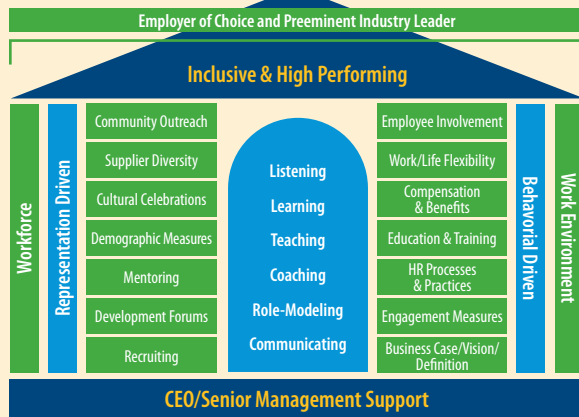 Employer of Choice and Preeminent Industry Leader
Inclusive & High Performing
Workforce
Representation Driven
Community Outreach
Supplier Diversity
Cultural Celebrations
Demographic Measures
Mentoring
Development Forums
Recruiting
Listening
Learning
Teaching
Coaching
Role-Modeling
Communicating
Employee Involvement
Work/Life Flexibility
Compensation
& Benefits
Education & Training
HR Processes
& Practices
Engagement Measures
Business Case/Vision/
Definition
Behavorial Driven
Work Environment
CEO/Senior Management Support